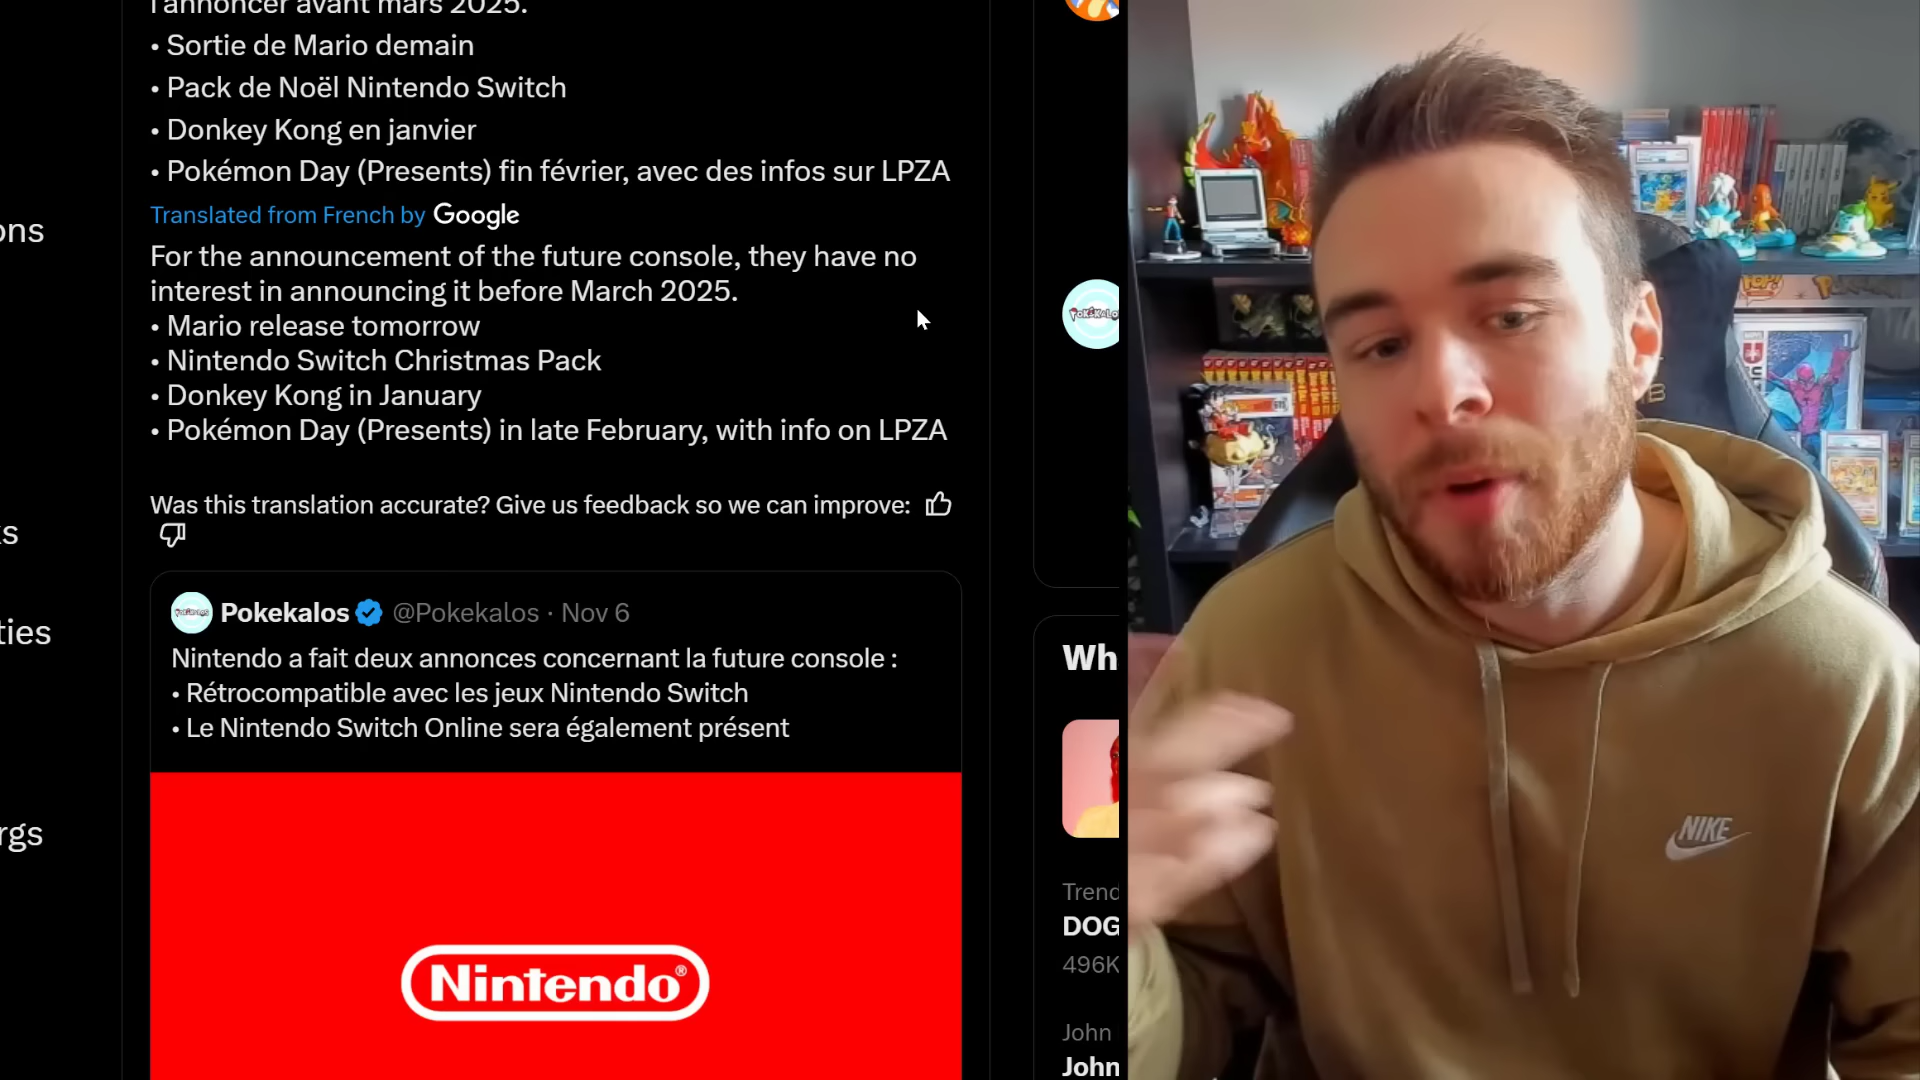 l'annoncer avant mars 2025.
• Sortie de Mario demain
• Pack de Noël Nintendo Switch
• Donkey Kong en janvier
• Pokémon Day (Presents) fin février, avec des infos sur LPZA
Translated from French by Google
For the announcement of the future console, they have no
interest in announcing it before March 2025.
• Mario release tomorrow
• Nintendo Switch Christmas Pack
• Donkey Kong in January
• Pokémon Day (Presents) in late February, with info on LPZA
Was this translation accurate? Give us feedback so we can improve:
Pokekalos @Pokekalos · Nov 6
Nintendo a fait deux annonces concernant la future console :
• Rétrocompatible avec les jeux Nintendo Switch
• Le Nintendo Switch Online sera également présent
Nintendo®
ons
ks
ties
rgs
Wh
Trend
DOG
496K
John
John
NIKE